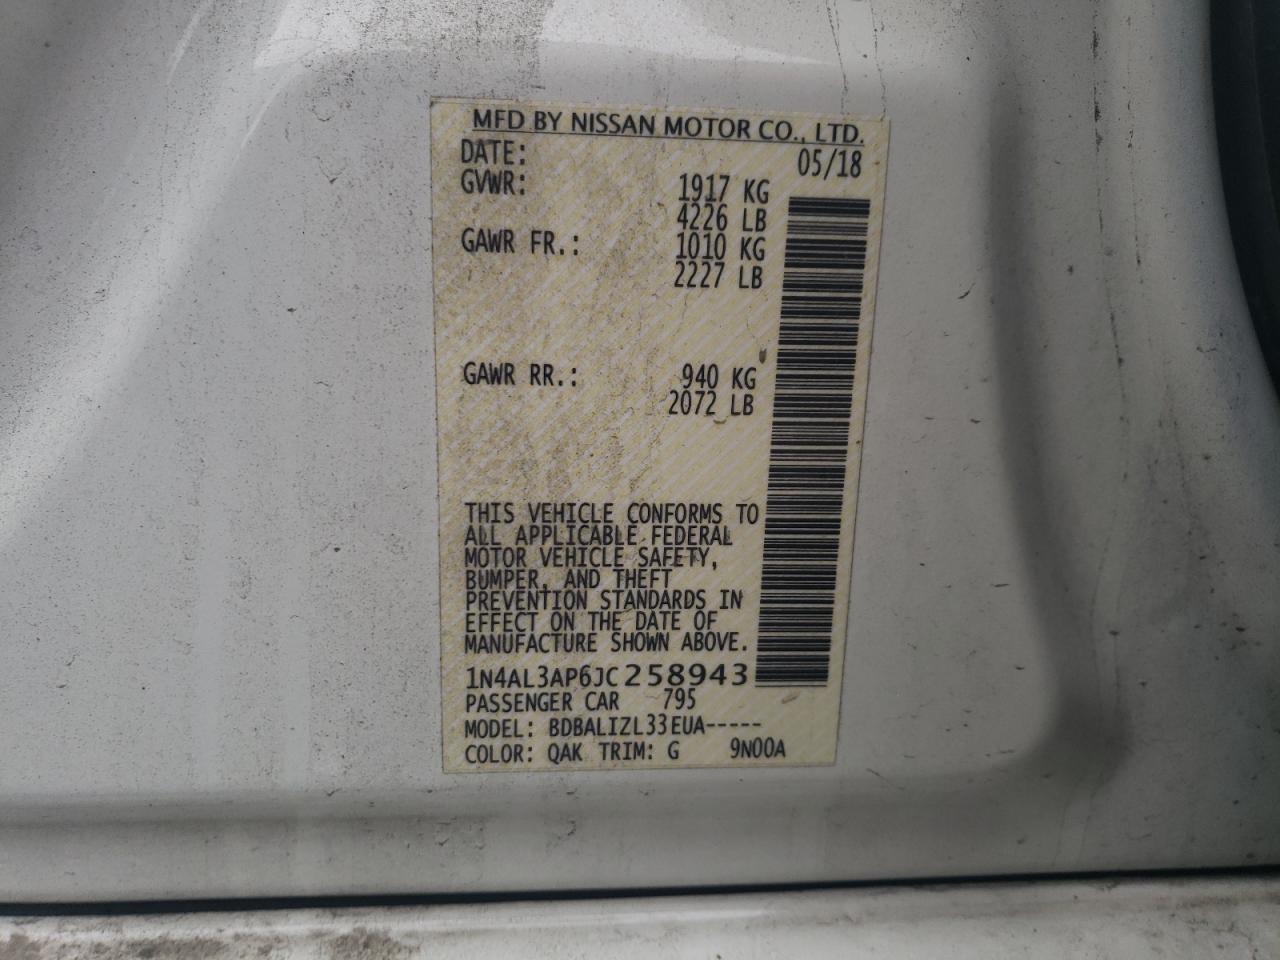 MFD BY NISSAN MOTOR CO., LTD.
DATE: 05/18
GVWR: 1917 KG
4226 LB
GAWR FR.: 1010 KG
2227 LB
GAWR RR.: 940 KG
2072 LB
THIS VEHICLE CONFORMS TO
ALL APPLICABLE FEDERAL
MOTOR VEHICLE SAFETY,
BUMPER, AND THEFT
PREVENTION STANDARDS IN
EFFECT ON THE DATE OF
MANUFACTURE SHOWN ABOVE.
1N4AL3AP6JC258943
PASSENGER CAR 795
MODEL: BDBALIZL33EUA-----
COLOR: QAK TRIM: G 9N00A